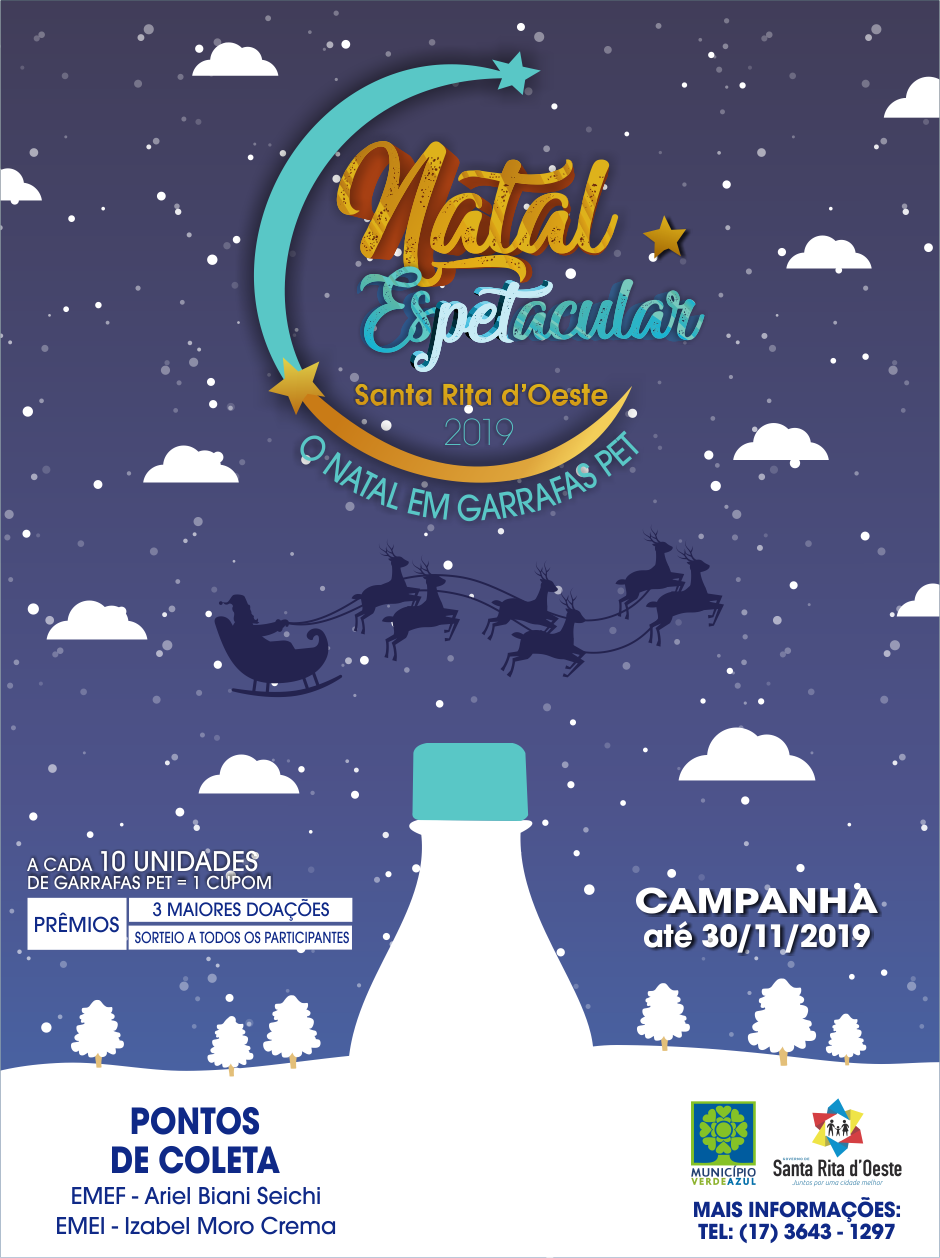 Natal
Espetacular
Santa Rita d'Oeste
2019
O NATAL EM GARRAFAS PET
A CADA 10 UNIDADES
DE GARRAFAS PET = 1 CUPOM
PRÊMIOS
3 MAIORES DOAÇÕES
SORTEIO A TODOS OS PARTICIPANTES
CAMPANHA
até 30/11/2019
PONTOS
DE COLETA
EMEF - Ariel Biani Seichi
EMEI - Izabel Moro Crema
MUNICÍPIO
VERDEAZUL
GOVERNO DE
Santa Rita d'Oeste
Juntos por uma cidade melhor
MAIS INFORMAÇÕES:
TEL: (17) 3643 - 1297